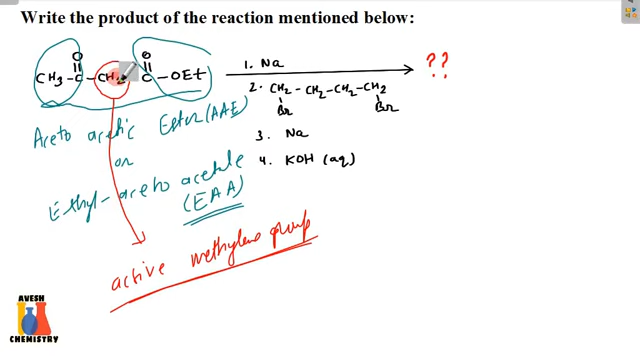 Write the product of the reaction mentioned below:
CH3 - C - CH2 - C - OEt
O O
1. Na
2. CH2 - CH2 - CH2 - CH2
Br Br
3. Na
4. KOH (aq)
??
Aceto acetic Ester (AAE)
or
Ethyl-aceto acetate
(EAA)
active methylene group
AVESH
CHEMISTRY